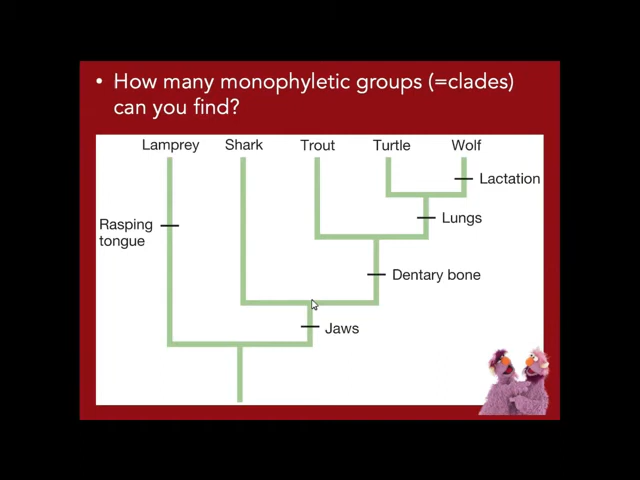 • How many monophyletic groups (=clades)
can you find?
Lamprey Shark Trout Turtle Wolf
Lactation
Lungs
Rasping
tongue
Dentary bone
Jaws